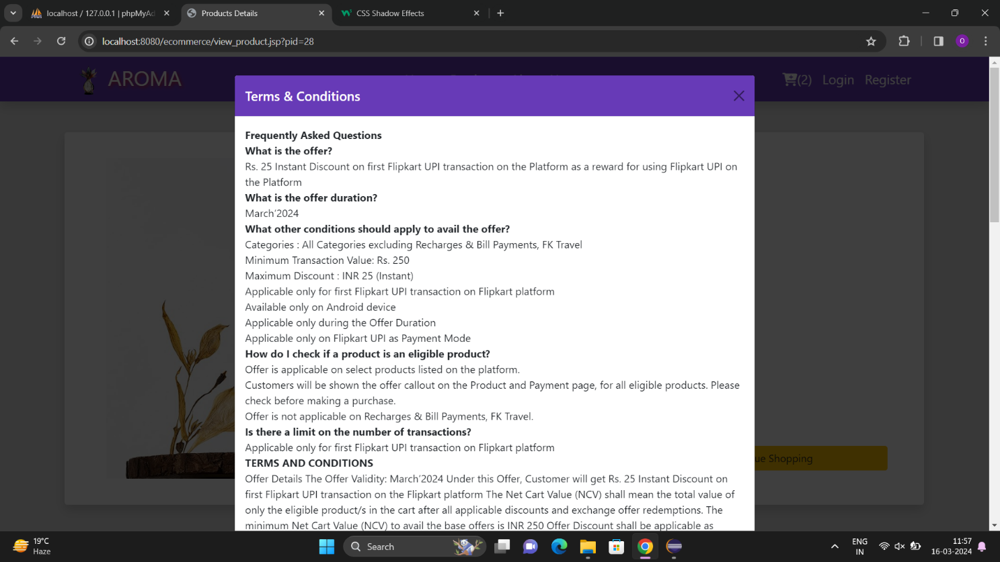 localhost / 127.0.0.1 | phpMyAd
Products Details
CSS Shadow Effects
localhost:8080/ecommerce/view_product.jsp?pid=28
O
AROMA
(2) Login Register
Terms & Conditions
Frequently Asked Questions
What is the offer?
Rs. 25 Instant Discount on first Flipkart UPI transaction on the Platform as a reward for using Flipkart UPI on
the Platform
What is the offer duration?
March'2024
What other conditions should apply to avail the offer?
Categories : All Categories excluding Recharges & Bill Payments, FK Travel
Minimum Transaction Value: Rs. 250
Maximum Discount : INR 25 (Instant)
Applicable only for first Flipkart UPI transaction on Flipkart platform
Available only on Android device
Applicable only during the Offer Duration
Applicable only on Flipkart UPI as Payment Mode
How do I check if a product is an eligible product?
Offer is applicable on select products listed on the platform.
Customers will be shown the offer callout on the Product and Payment page, for all eligible products. Please
check before making a purchase.
Offer is not applicable on Recharges & Bill Payments, FK Travel.
Is there a limit on the number of transactions?
Applicable only for first Flipkart UPI transaction on Flipkart platform
ue Shopping
TERMS AND CONDITIONS
Offer Details The Offer Validity: March'2024 Under this Offer, Customer will get Rs. 25 Instant Discount on
first Flipkart UPI transaction on the Flipkart platform The Net Cart Value (NCV) shall mean the total value of
only the eligible product/s in the cart after all applicable discounts and exchange offer redemptions. The
minimum Net Cart Value (NCV) to avail the base offers is INR 250 Offer Discount shall be applicable as
19°C
Haze
Search
ENG
IN
11:57
16-03-2024